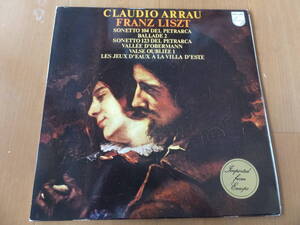 CLAUDIO ARRAU
FRANZ LISZT
SONETTO 104 DEL PETRARCA
BALLADE 2
SONETTO 123 DEL PETRARCA
VALLÉE D'OBERMANN
VALSE OUBLIÉE 1
LES JEUX D'EAUX A LA VILLA D'ESTE
PHILIPS
Imported
from
Europe